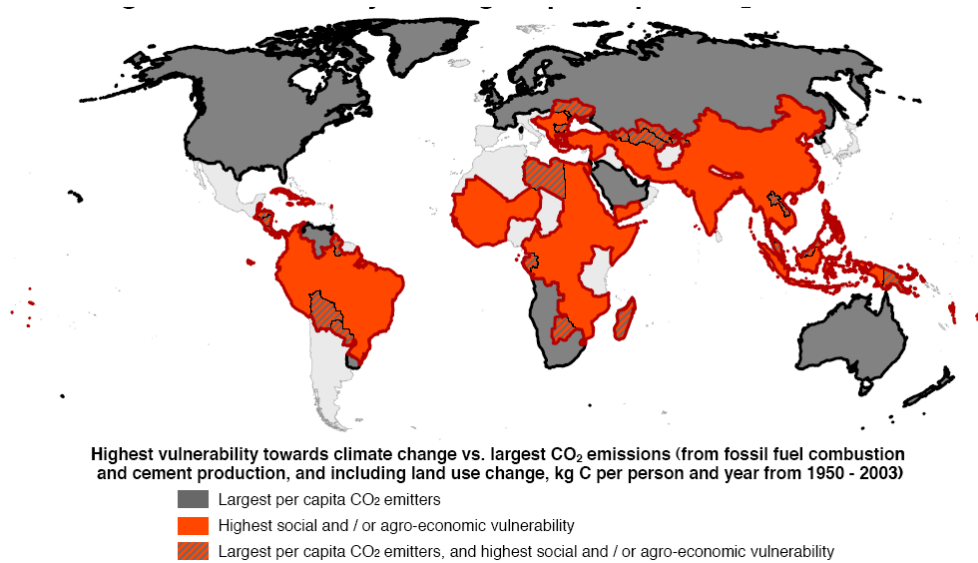 Highest vulnerability towards climate change vs. largest CO₂ emissions (from fossil fuel combustion
and cement production, and including land use change, kg C per person and year from 1950 - 2003)
Largest per capita CO₂ emitters
Highest social and / or agro-economic vulnerability
Largest per capita CO₂ emitters, and highest social and / or agro-economic vulnerability